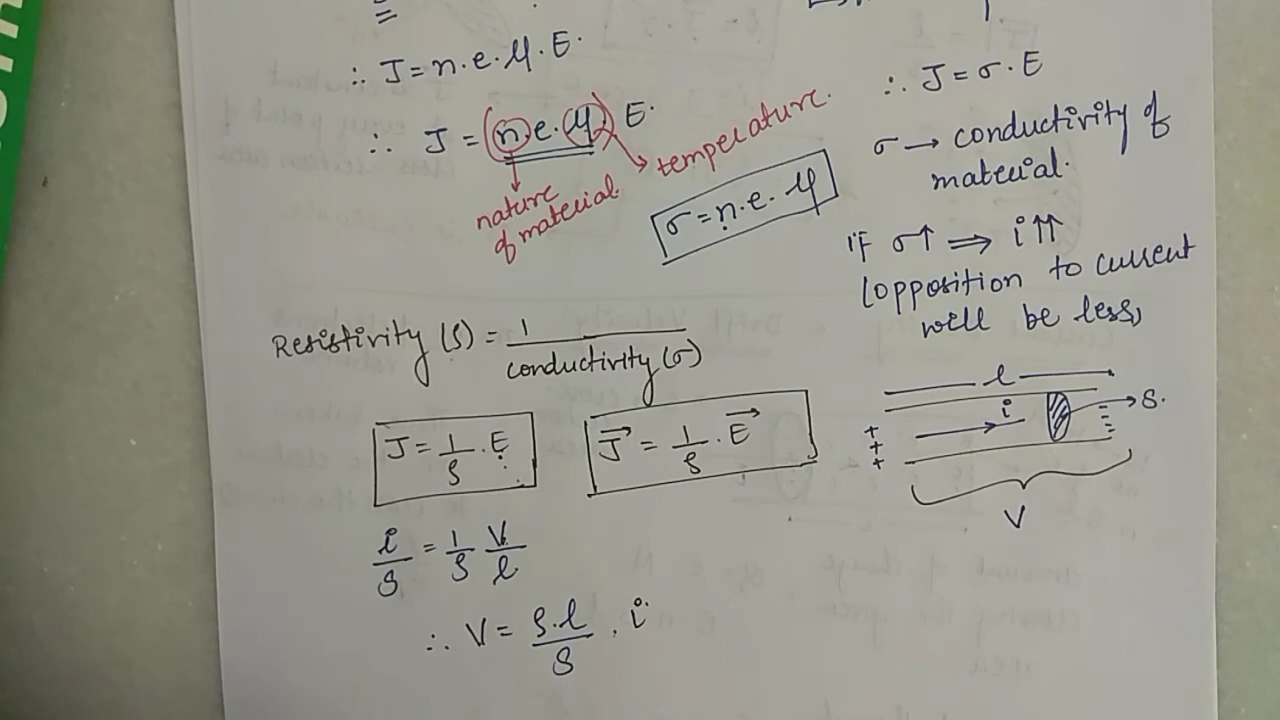 ∴ J = n.e.μ.E.
∴ J = (n.e.μ) E.
nature of material.
temperature.
σ = n.e.μ
∴ J = σ.E
σ → conductivity of
material.
if σ↑ ⟹ i↑↑
(opposition to current
will be less,
Resistivity (ρ) = 1 / conductivity (σ)
J = 1/ρ . E
J⃗ = 1/ρ . E⃗
l
i
S.
+ + +
- - - -
V
i/S = 1/ρ V/l
∴ V = ρ.l/S . i